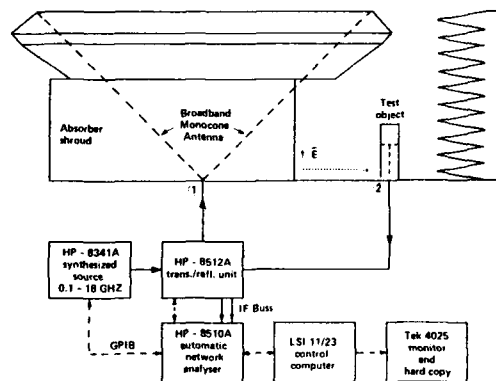 Broadband
Monocone
Antenna
Absorber
shroud
Test
object
Ē
1
2
HP - 8341A
synthesized
source
0.1 - 18 GHZ
HP - 8512A
trans./refl. unit
IF Buss
GPIB
HP - 8510A
automatic
network
analyser
LSI 11/23
control
computer
Tek 4025
monitor
and
hard copy